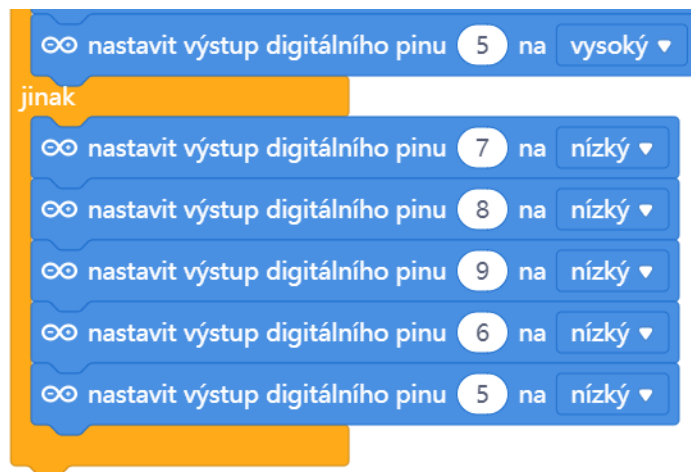 nastavit výstup digitálního pinu 5 na vysoký
jinak
nastavit výstup digitálního pinu 7 na nízký
nastavit výstup digitálního pinu 8 na nízký
nastavit výstup digitálního pinu 9 na nízký
nastavit výstup digitálního pinu 6 na nízký
nastavit výstup digitálního pinu 5 na nízký